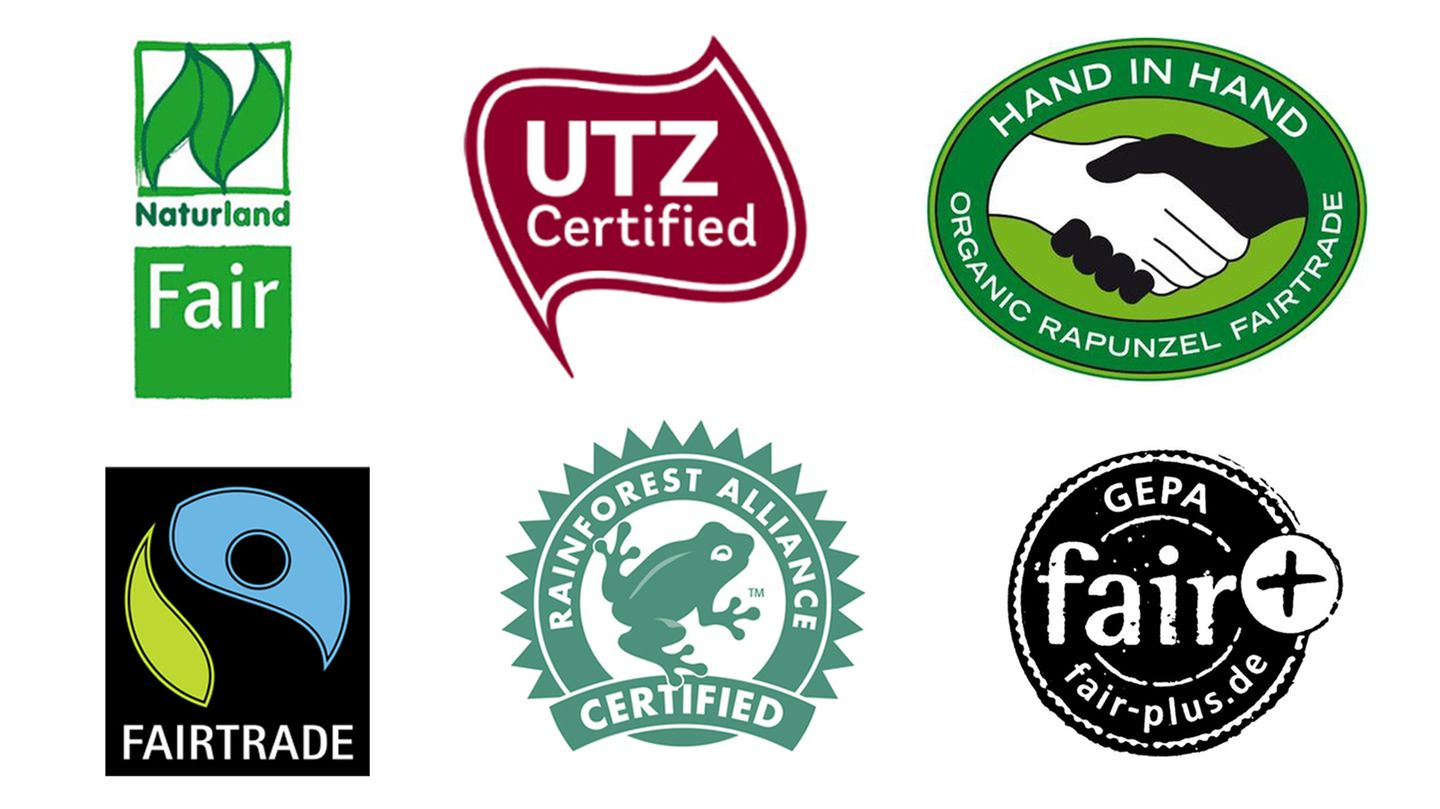 Naturland
Fair
UTZ
Certified
HAND IN HAND
ORGANIC RAPUNZEL FAIRTRADE
FAIRTRADE
RAINFOREST ALLIANCE
TM
CERTIFIED
GEPA
fair+
fair-plus.de